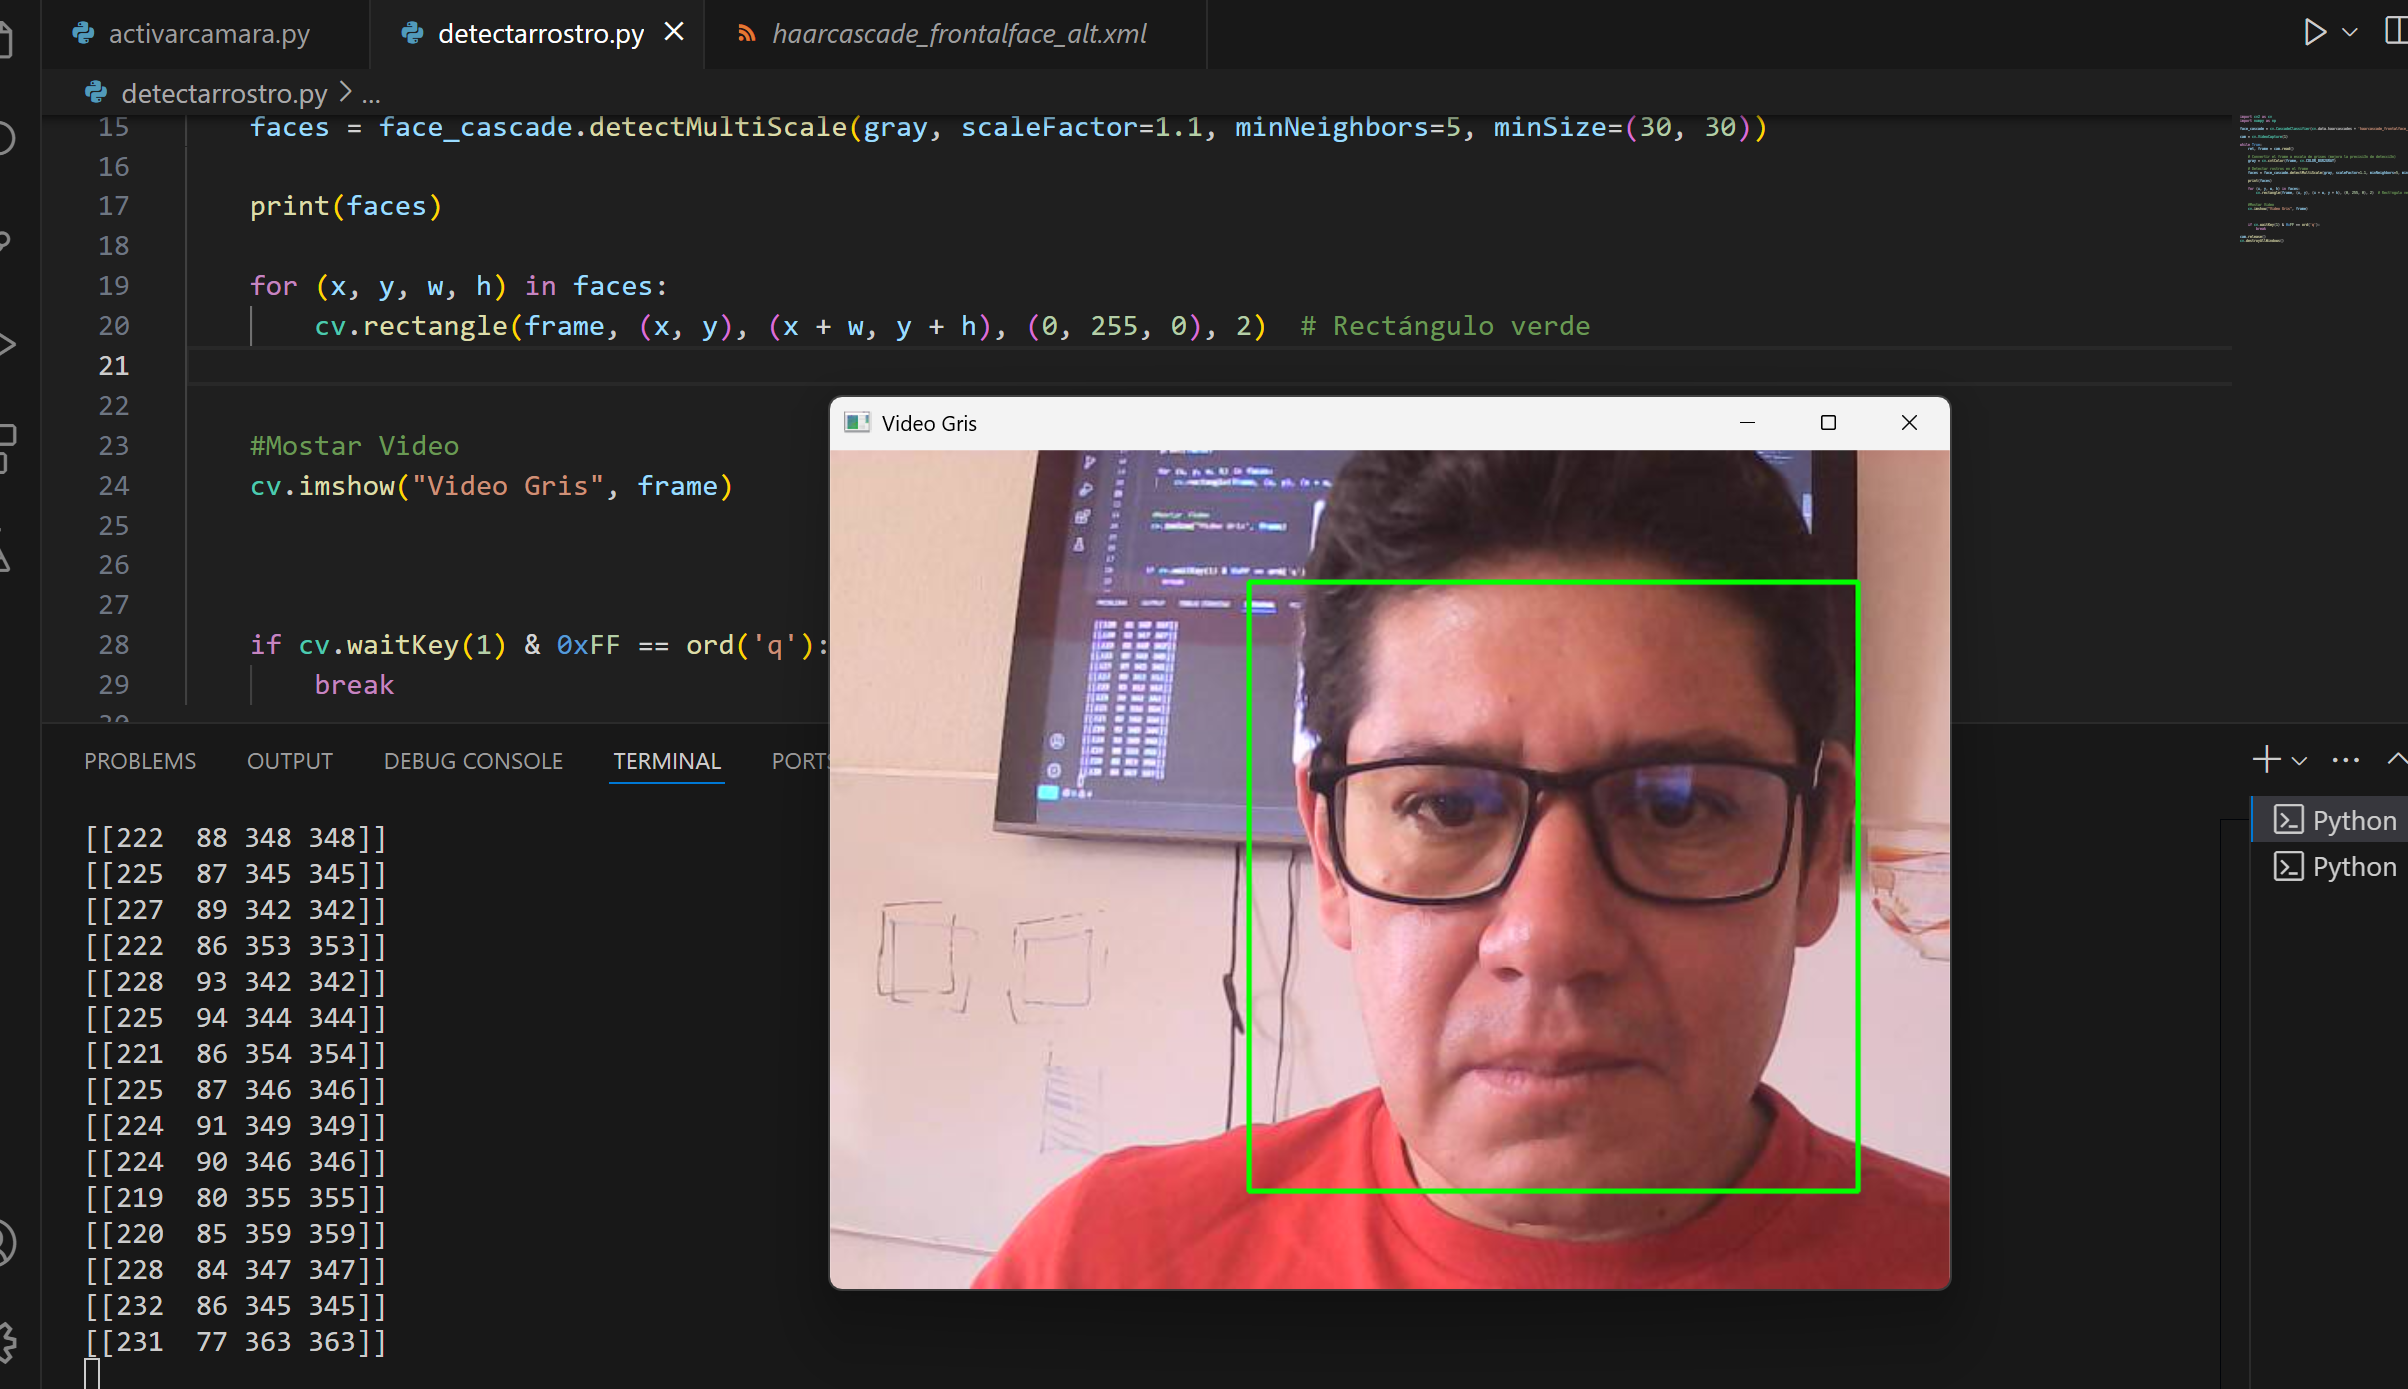 activarcamara.py
detectarrostro.py
haarcascade_frontalface_alt.xml
detectarrostro.py > ...
15 faces = face_cascade.detectMultiScale(gray, scaleFactor=1.1, minNeighbors=5, minSize=(30, 30))
16
17 print(faces)
18
19 for (x, y, w, h) in faces:
20 cv.rectangle(frame, (x, y), (x + w, y + h), (0, 255, 0), 2) # Rectángulo verde
21
22
23 #Mostar Video
24 cv.imshow("Video Gris", frame)
25
26
27
28 if cv.waitKey(1) & 0xFF == ord('q'):
29 break
30
Video Gris
PROBLEMS
OUTPUT
DEBUG CONSOLE
TERMINAL
PORTS
[[222 88 348 348]]
[[225 87 345 345]]
[[227 89 342 342]]
[[222 86 353 353]]
[[228 93 342 342]]
[[225 94 344 344]]
[[221 86 354 354]]
[[225 87 346 346]]
[[224 91 349 349]]
[[224 90 346 346]]
[[219 80 355 355]]
[[220 85 359 359]]
[[228 84 347 347]]
[[232 86 345 345]]
[[231 77 363 363]]
Python
Python